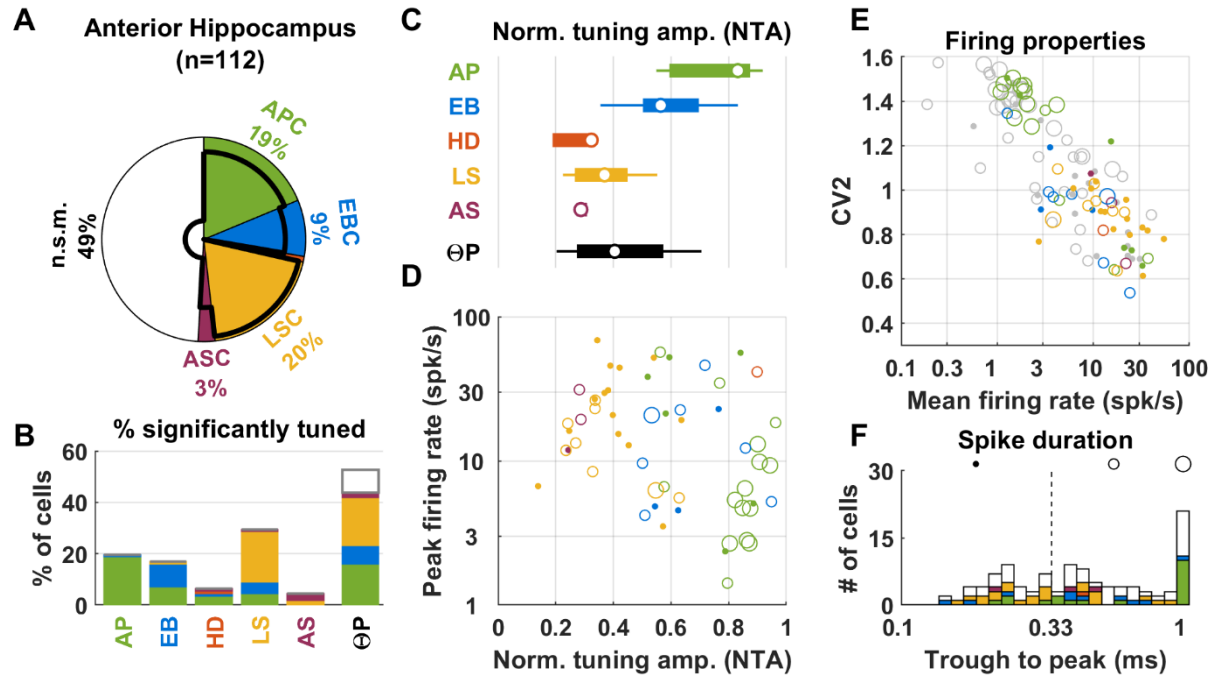 A
Anterior Hippocampus
(n=112)
APC
19%
EBC
9%
LSC
20%
ASC
3%
n.s.m.
49%
B
% significantly tuned
% of cells
60
40
20
0
AP
EB
HD
LS
AS
ΘP
C
Norm. tuning amp. (NTA)
AP
EB
HD
LS
AS
ΘP
D
Peak firing rate (spk/s)
100
30
10
3
1
0 0.2 0.4 0.6 0.8 1
Norm. tuning amp. (NTA)
E
Firing properties
CV2
1.6
1.4
1.2
1
0.8
0.6
0.4
0.1 0.3 1 3 10 30 100
Mean firing rate (spk/s)
F
Spike duration
# of cells
30
15
0
0.1 0.33 1
Trough to peak (ms)